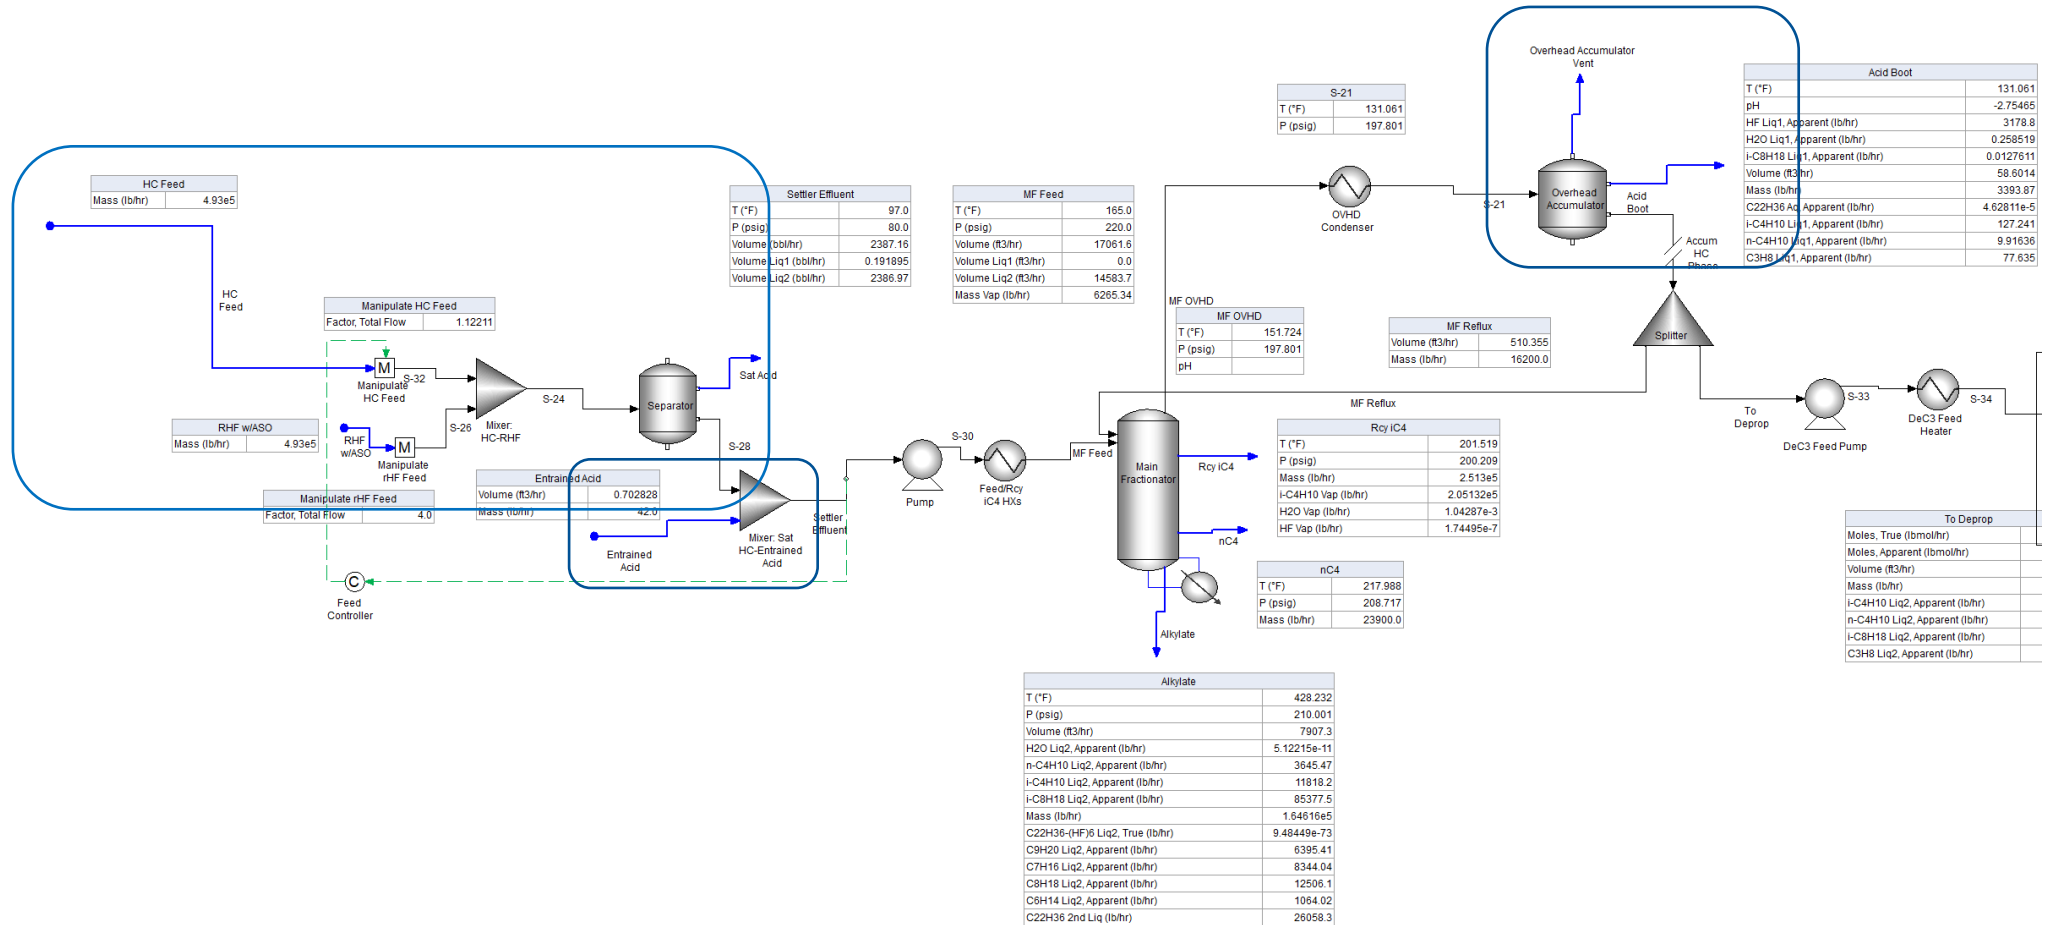 Overhead Accumulator
Vent
Acid Boot
T (°F) 131.061
pH -2.75465
HF Liq1, Apparent (lb/hr) 3178.8
H2O Liq1, Apparent (lb/hr) 0.258519
i-C8H18 Liq1, Apparent (lb/hr) 0.0127611
Volume (ft3/hr) 58.6014
Mass (lb/hr) 3393.87
C22H36 Aq, Apparent (lb/hr) 4.62811e-5
i-C4H10 Liq1, Apparent (lb/hr) 127.241
n-C4H10 Liq1, Apparent (lb/hr) 9.91636
C3H8 Liq1, Apparent (lb/hr) 77.635
S-21
T (°F) 131.061
P (psig) 197.801
OVHD
Condenser
S-21
Overhead
Accumulator
Acid
Boot
Accum
HC
Phase
HC Feed
Mass (lb/hr) 4.93e5
HC
Feed
Settler Effluent
T (°F) 97.0
P (psig) 80.0
Volume (bbl/hr) 2387.16
Volume Liq1 (bbl/hr) 0.191895
Volume Liq2 (bbl/hr) 2386.97
MF Feed
T (°F) 165.0
P (psig) 220.0
Volume (ft3/hr) 17061.6
Volume Liq1 (ft3/hr) 0.0
Volume Liq2 (ft3/hr) 14583.7
Mass Vap (lb/hr) 6265.34
Manipulate HC Feed
Factor, Total Flow 1.12211
M
Manipulate
HC Feed
S-32
Mixer:
HC-RHF
S-24
Separator
Sat Acid
RHF w/ASO
Mass (lb/hr) 4.93e5
RHF
w/ASO
M
Manipulate
rHF Feed
S-26
S-28
Manipulate rHF Feed
Factor, Total Flow 4.0
Entrained Acid
Volume (ft3/hr) 0.702828
Mass (lb/hr) 42.0
Entrained
Acid
Mixer: Sat
HC-Entrained
Acid
Settler
Effluent
C
Feed
Controller
Pump
S-30
Feed/Rcy
iC4 HXs
MF Feed
MF OVHD
MF OVHD
T (°F) 151.724
P (psig) 197.801
pH
MF Reflux
Volume (ft3/hr) 510.355
Mass (lb/hr) 16200.0
MF Reflux
Splitter
To
Deprop
DeC3 Feed Pump
S-33
DeC3 Feed
Heater
S-34
Main
Fractionator
Rcy iC4
nC4
Alkylate
Rcy iC4
T (°F) 201.519
P (psig) 200.209
Mass (lb/hr) 2.513e5
i-C4H10 Vap (lb/hr) 2.05132e5
H2O Vap (lb/hr) 1.04287e-3
HF Vap (lb/hr) 1.74495e-7
nC4
T (°F) 217.988
P (psig) 208.717
Mass (lb/hr) 23900.0
To Deprop
Moles, True (lbmol/hr)
Moles, Apparent (lbmol/hr)
Volume (ft3/hr)
Mass (lb/hr)
i-C4H10 Liq2, Apparent (lb/hr)
n-C4H10 Liq2, Apparent (lb/hr)
i-C8H18 Liq2, Apparent (lb/hr)
C3H8 Liq2, Apparent (lb/hr)
Alkylate
T (°F) 428.232
P (psig) 210.001
Volume (ft3/hr) 7907.3
H2O Liq2, Apparent (lb/hr) 5.12215e-11
n-C4H10 Liq2, Apparent (lb/hr) 3645.47
i-C4H10 Liq2, Apparent (lb/hr) 11818.2
i-C8H18 Liq2, Apparent (lb/hr) 85377.5
Mass (lb/hr) 1.64616e5
C22H36-(HF)6 Liq2, True (lb/hr) 9.48449e-73
C9H20 Liq2, Apparent (lb/hr) 6395.41
C7H16 Liq2, Apparent (lb/hr) 8344.04
C8H18 Liq2, Apparent (lb/hr) 12506.1
C6H14 Liq2, Apparent (lb/hr) 1064.02
C22H36 2nd Liq (lb/hr) 26058.3